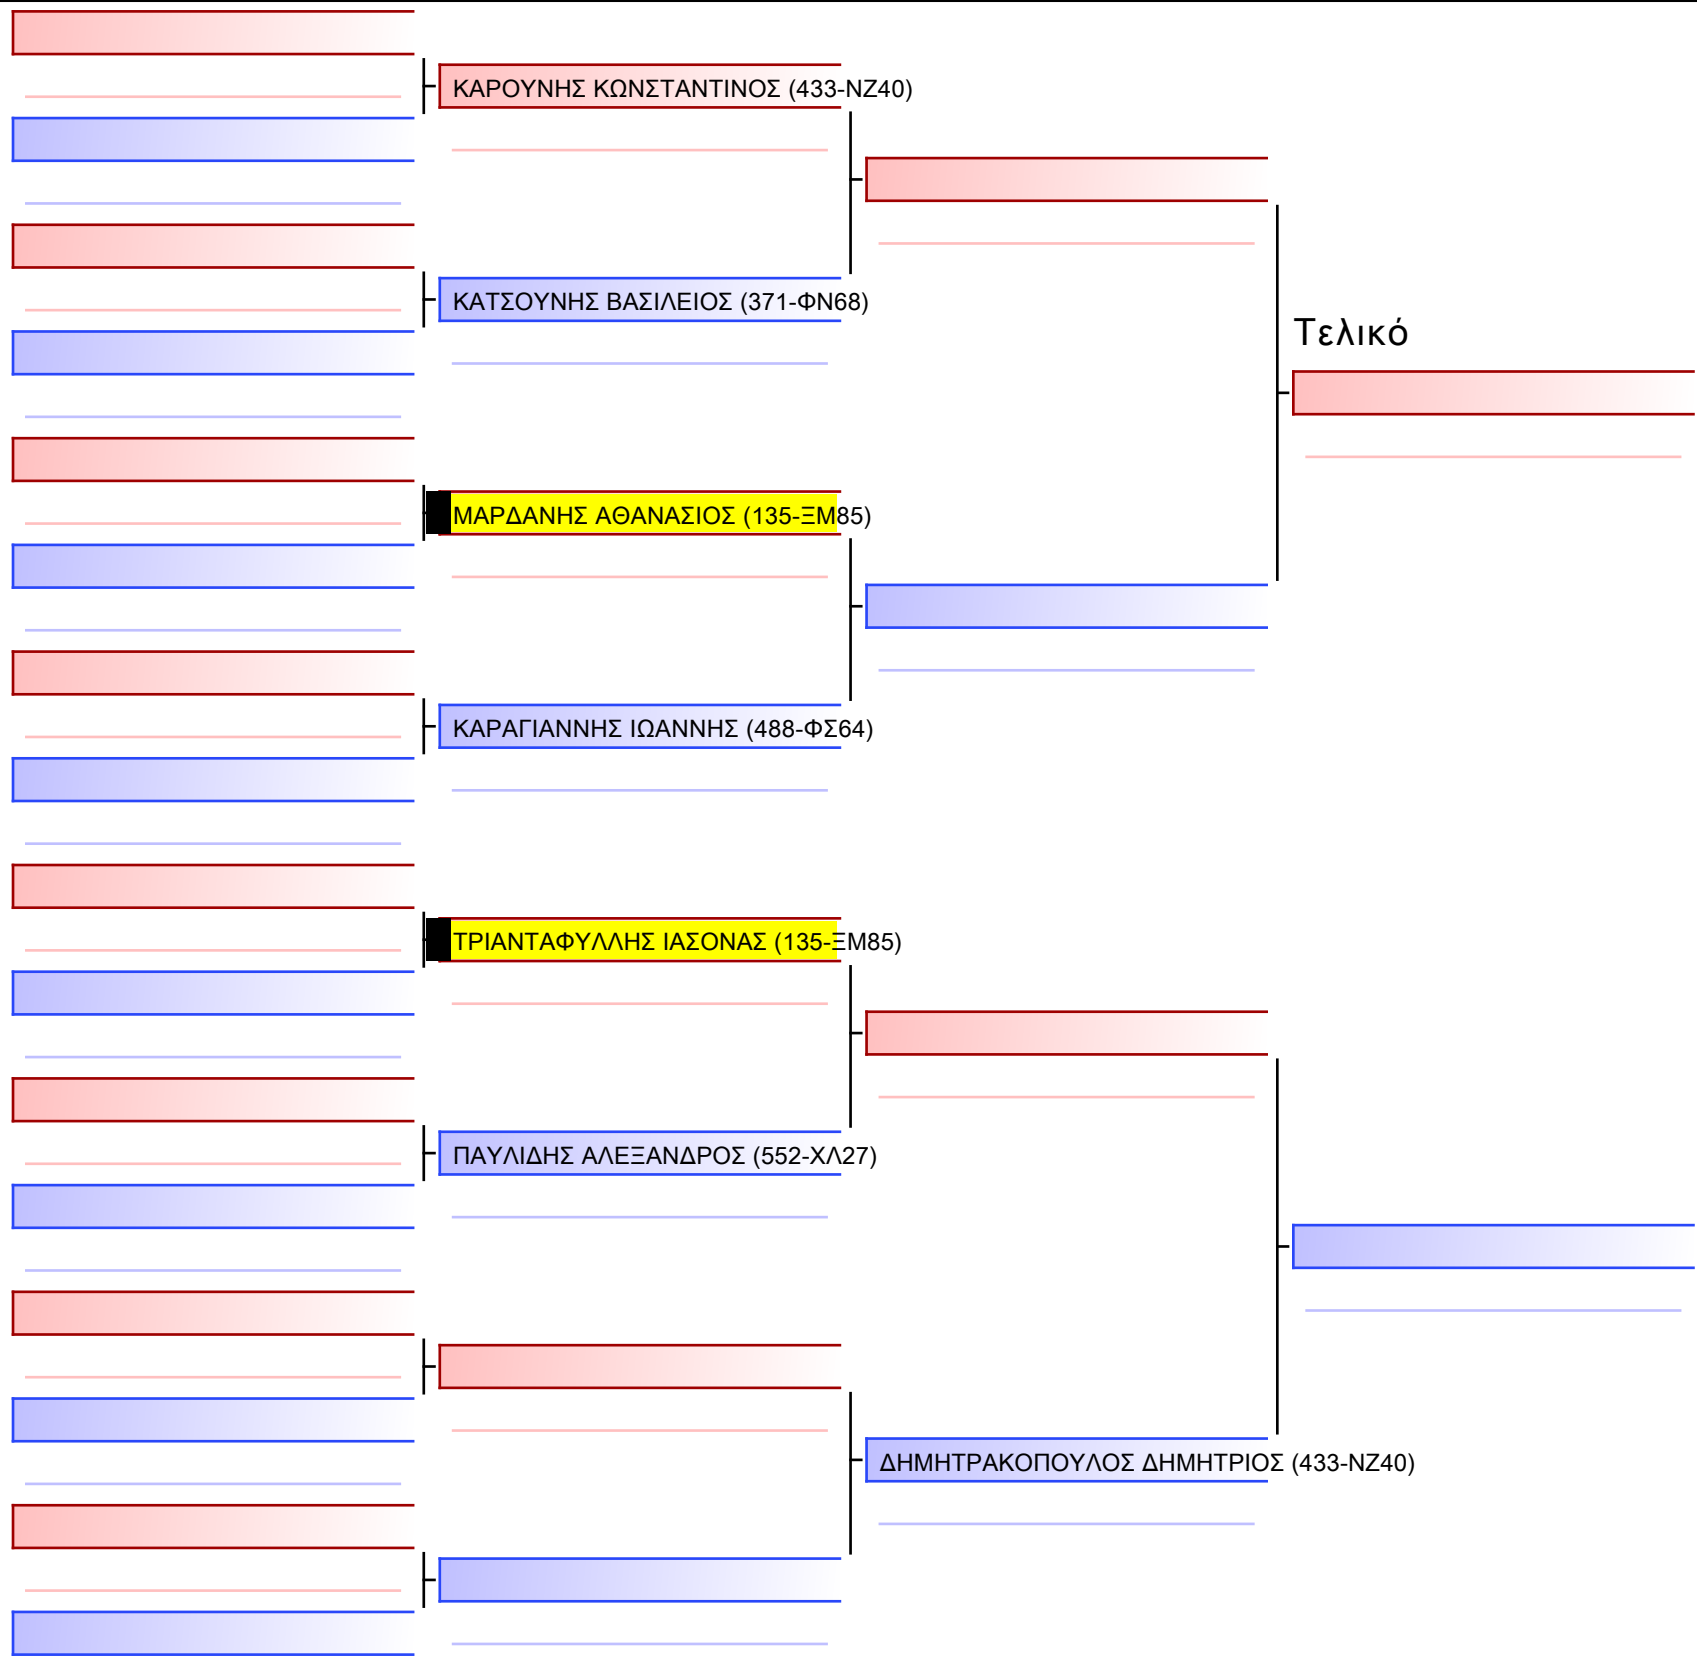 ΚΑΡΟΥΝΗΣ ΚΩΝΣΤΑΝΤΙΝΟΣ (433-ΝΖ40)
ΚΑΤΣΟΥΝΗΣ ΒΑΣΙΛΕΙΟΣ (371-ΦΝ68)
Τελικό
ΜΑΡΔΑΝΗΣ ΑΘΑΝΑΣΙΟΣ (135-ΞΜ85)
ΚΑΡΑΓΙΑΝΝΗΣ ΙΩΑΝΝΗΣ (488-ΦΣ64)
ΤΡΙΑΝΤΑΦΥΛΛΗΣ ΙΑΣΟΝΑΣ (135-ΞΜ85)
ΠΑΥΛΙΔΗΣ ΑΛΕΞΑΝΔΡΟΣ (552-ΧΛ27)
ΔΗΜΗΤΡΑΚΟΠΟΥΛΟΣ ΔΗΜΗΤΡΙΟΣ (433-ΝΖ40)